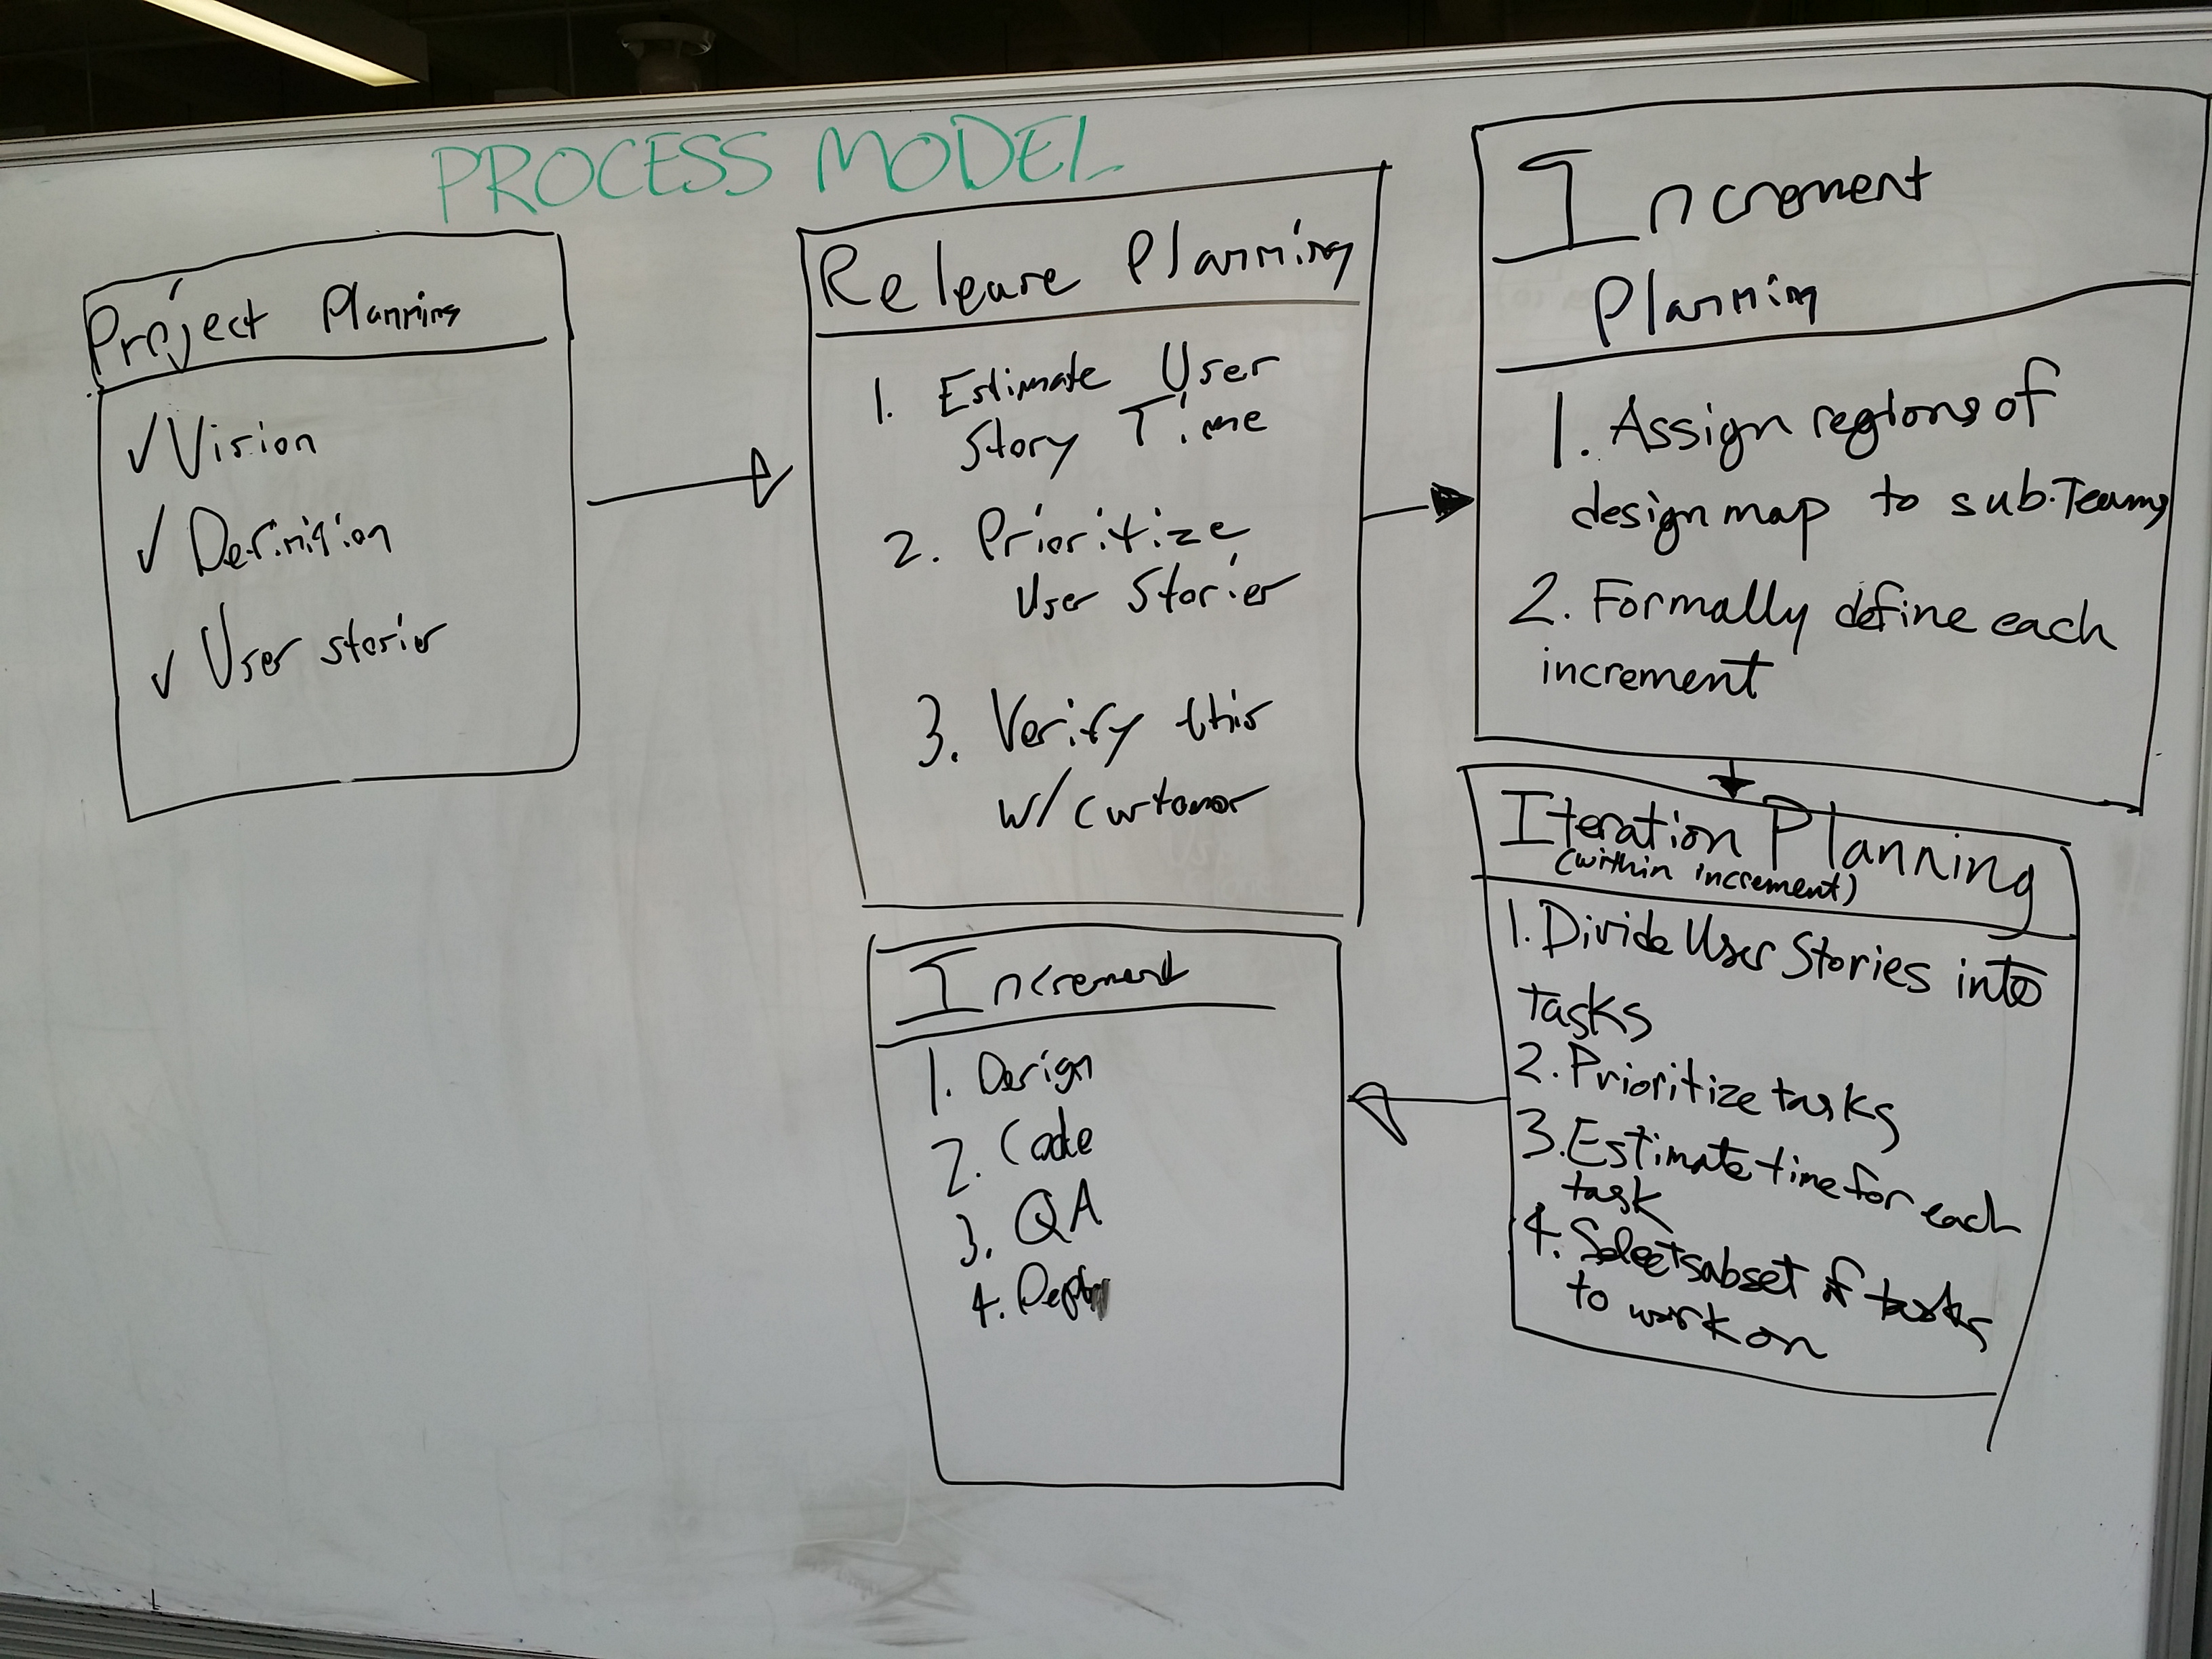 PROCESS MODEL
Project Planning
✓ Vision
✓ Definition
✓ User stories
Release Planning
1. Estimate User
Story Time
2. Prioritize
User Stories
3. Verify this
w/ customer
Increment
Planning
1. Assign regions of
design map to sub-Teams
2. Formally define each
increment
Iteration Planning
(within increment)
1. Divide User Stories into
tasks
2. Prioritize tasks
3. Estimate time for each
task
4. Select subset of tasks
to work on
Increment
1. Design
2. Code
3. QA
4.